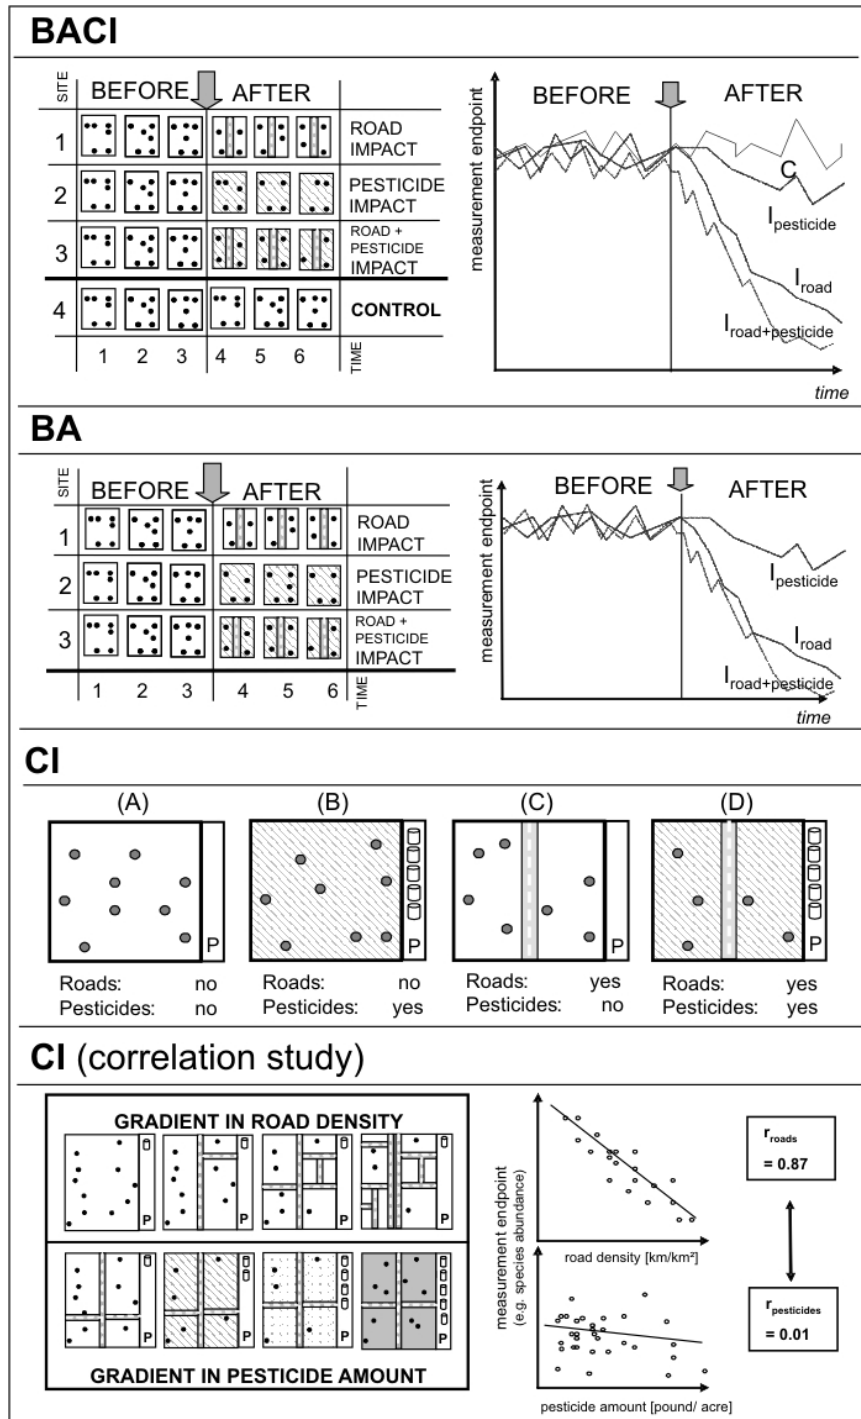 BACI
SITE
BEFORE
AFTER
1
ROAD
IMPACT
2
PESTICIDE
IMPACT
3
ROAD +
PESTICIDE
IMPACT
4
CONTROL
1 2 3 4 5 6
TIME
measurement endpoint
BEFORE
AFTER
C
Ipesticide
Iroad
Iroad+pesticide
time
BA
SITE
BEFORE
AFTER
1
ROAD
IMPACT
2
PESTICIDE
IMPACT
3
ROAD +
PESTICIDE
IMPACT
1 2 3 4 5 6
TIME
measurement endpoint
BEFORE
AFTER
Ipesticide
Iroad
Iroad+pesticide
time
CI
(A) (B) (C) (D)
P P P P
Roads: no
Pesticides: no
Roads: no
Pesticides: yes
Roads: yes
Pesticides: no
Roads: yes
Pesticides: yes
CI (correlation study)
GRADIENT IN ROAD DENSITY
P P P P
P P P P
GRADIENT IN PESTICIDE AMOUNT
measurement endpoint
(e.g. species abundance)
road density [km/km²]
pesticide amount [pound/ acre]
rroads
= 0.87
rpesticides
= 0.01